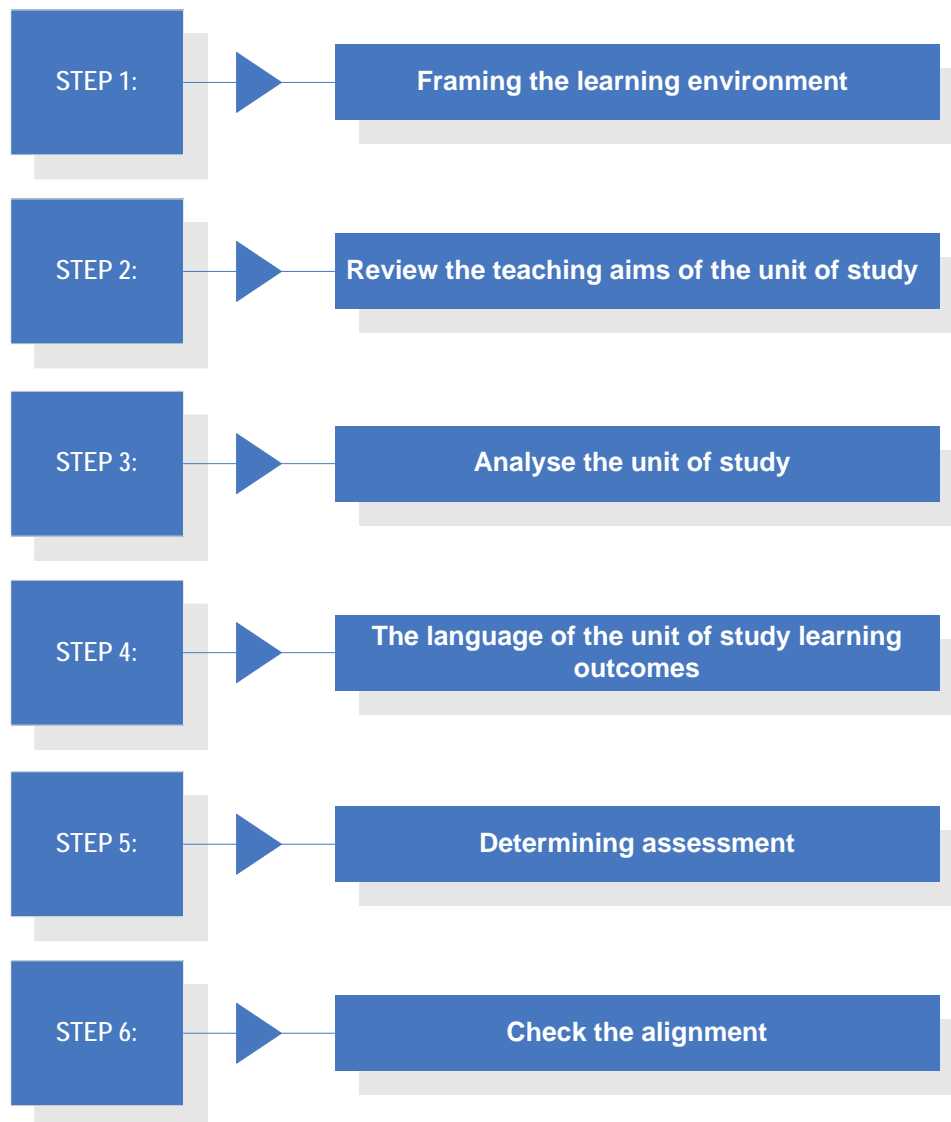 STEP 1:
Framing the learning environment
STEP 2:
Review the teaching aims of the unit of study
STEP 3:
Analyse the unit of study
STEP 4:
The language of the unit of study learning
outcomes
STEP 5:
Determining assessment
STEP 6:
Check the alignment